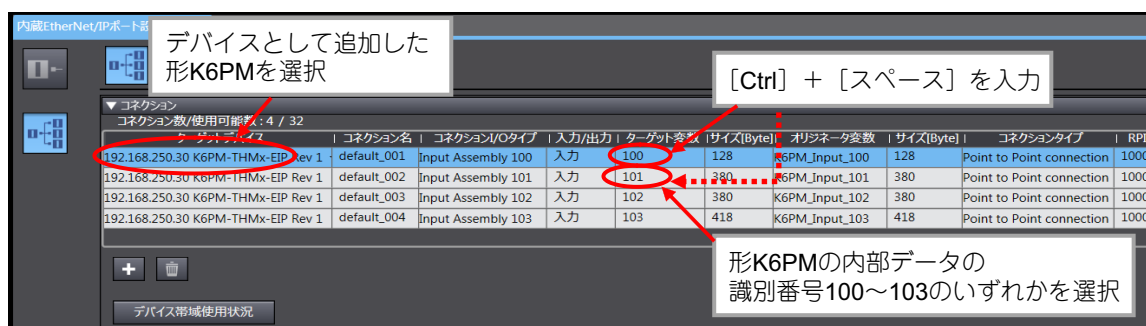 内蔵EtherNet/IPポート設
デバイスとして追加した
形K6PMを選択
［Ctrl］＋［スペース］を入力
▼ コネクション
コネクション数/使用可能数 : 4 / 32
ターゲットデバイス | コネクション名 | コネクションI/Oタイプ | 入力/出力 | ターゲット変数 | サイズ[Byte] | オリジネータ変数 | サイズ[Byte] | コネクションタイプ | RPI
192.168.250.30 K6PM-THMx-EIP Rev 1 default_001 Input Assembly 100 入力 100 128 K6PM_Input_100 128 Point to Point connection 1000
192.168.250.30 K6PM-THMx-EIP Rev 1 default_002 Input Assembly 101 入力 101 380 K6PM_Input_101 380 Point to Point connection 1000
192.168.250.30 K6PM-THMx-EIP Rev 1 default_003 Input Assembly 102 入力 102 380 K6PM_Input_102 380 Point to Point connection 1000
192.168.250.30 K6PM-THMx-EIP Rev 1 default_004 Input Assembly 103 入力 103 418 K6PM_Input_103 418 Point to Point connection 1000
形K6PMの内部データの
識別番号100～103のいずれかを選択
デバイス帯域使用状況